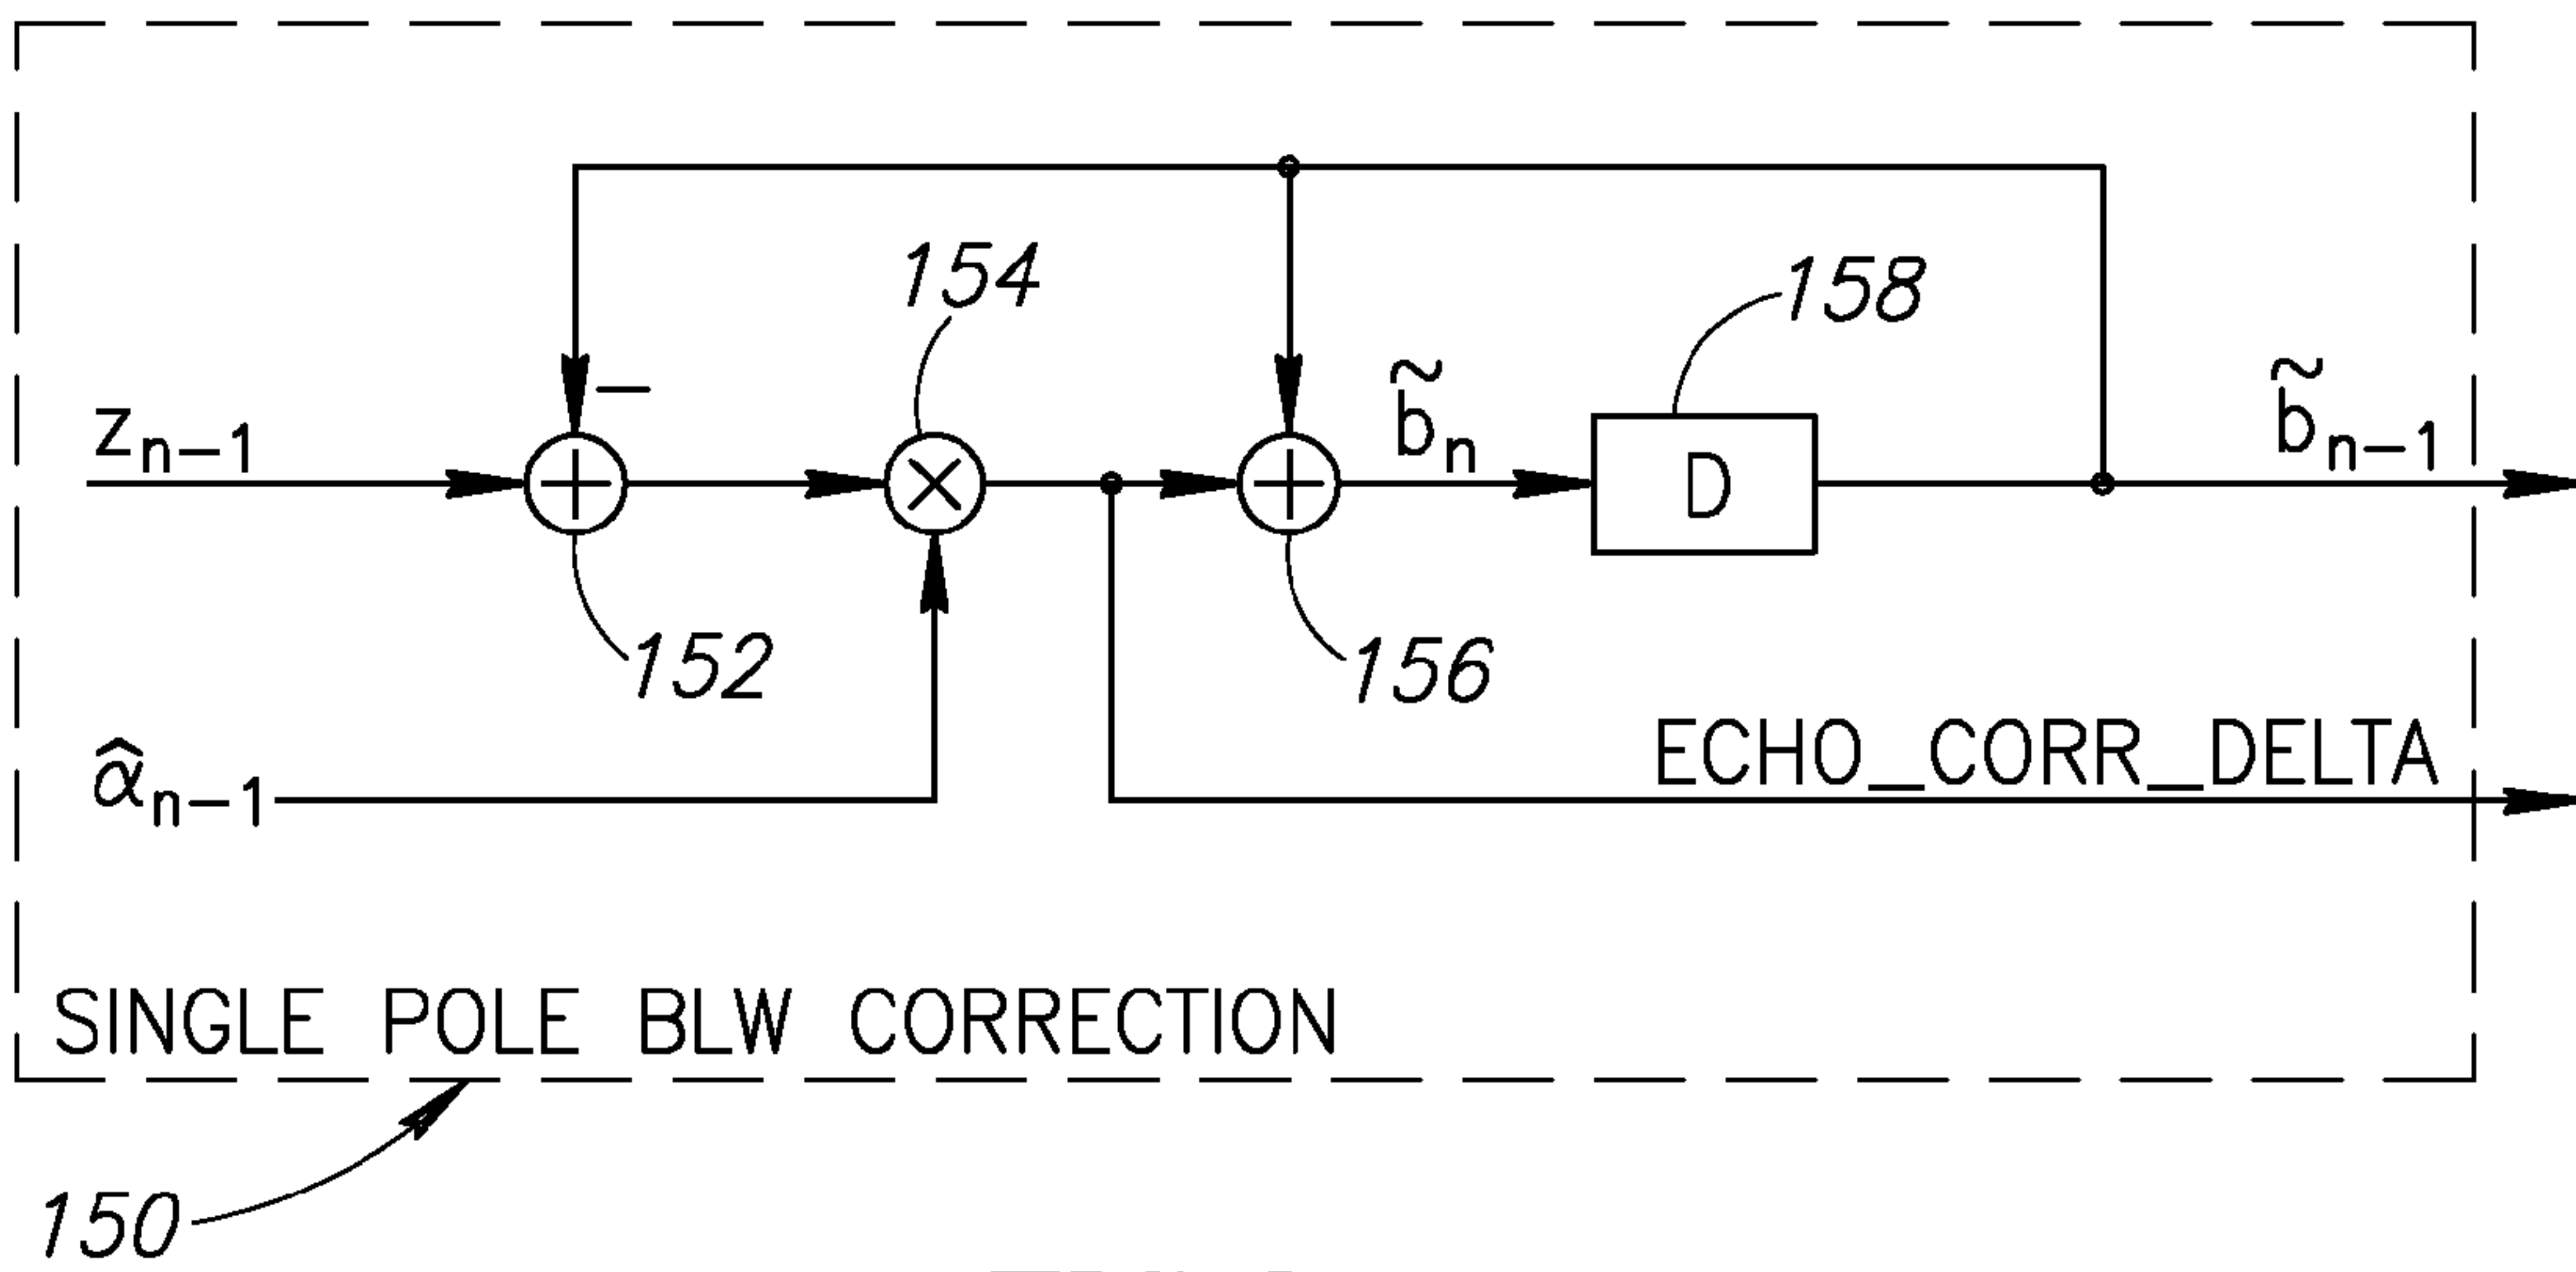 154
158
−
z_{n−1}
b̃_n
b̃_{n−1}
+
×
+
D
152
156
α̂_{n−1}
ECHO_CORR_DELTA
SINGLE POLE BLW CORRECTION
150